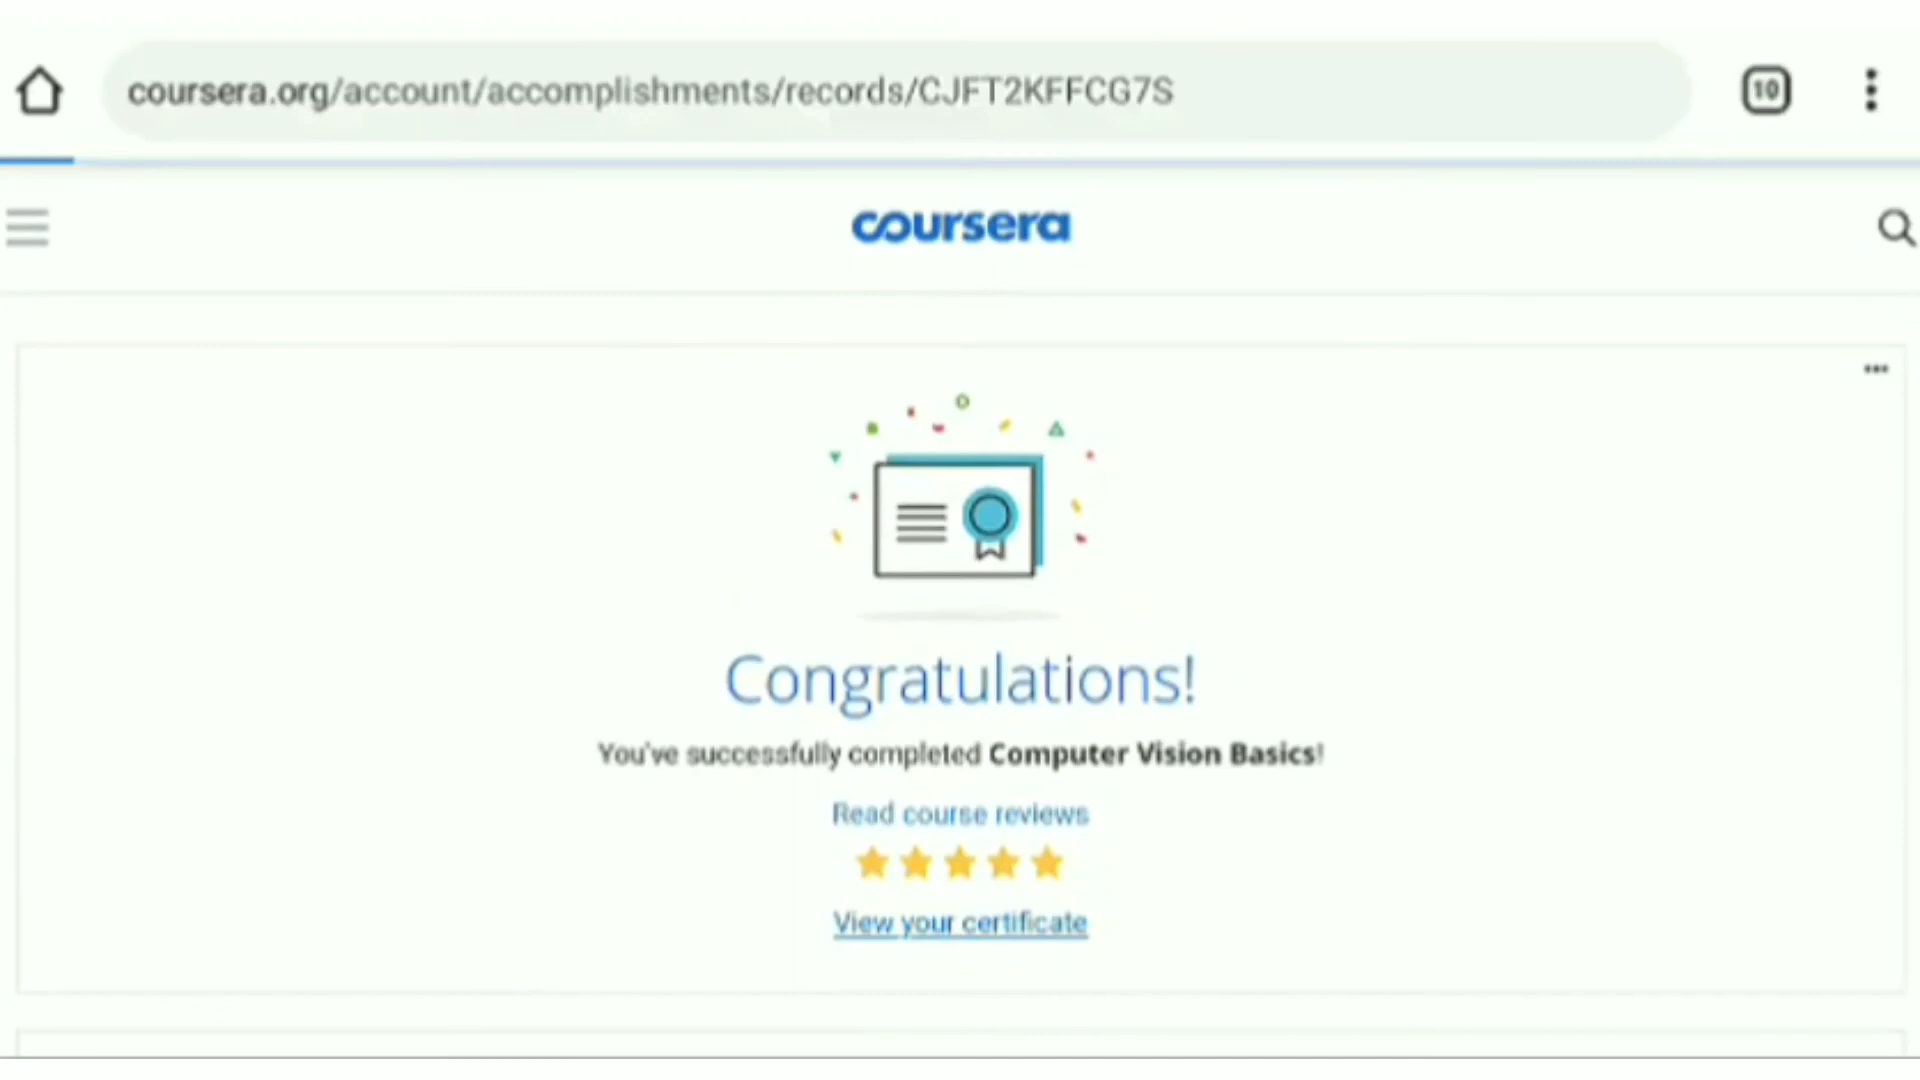 coursera.org/account/accomplishments/records/CJFT2KFFCG7S
10
coursera
Congratulations!
You've successfully completed Computer Vision Basics!
Read course reviews
View your certificate